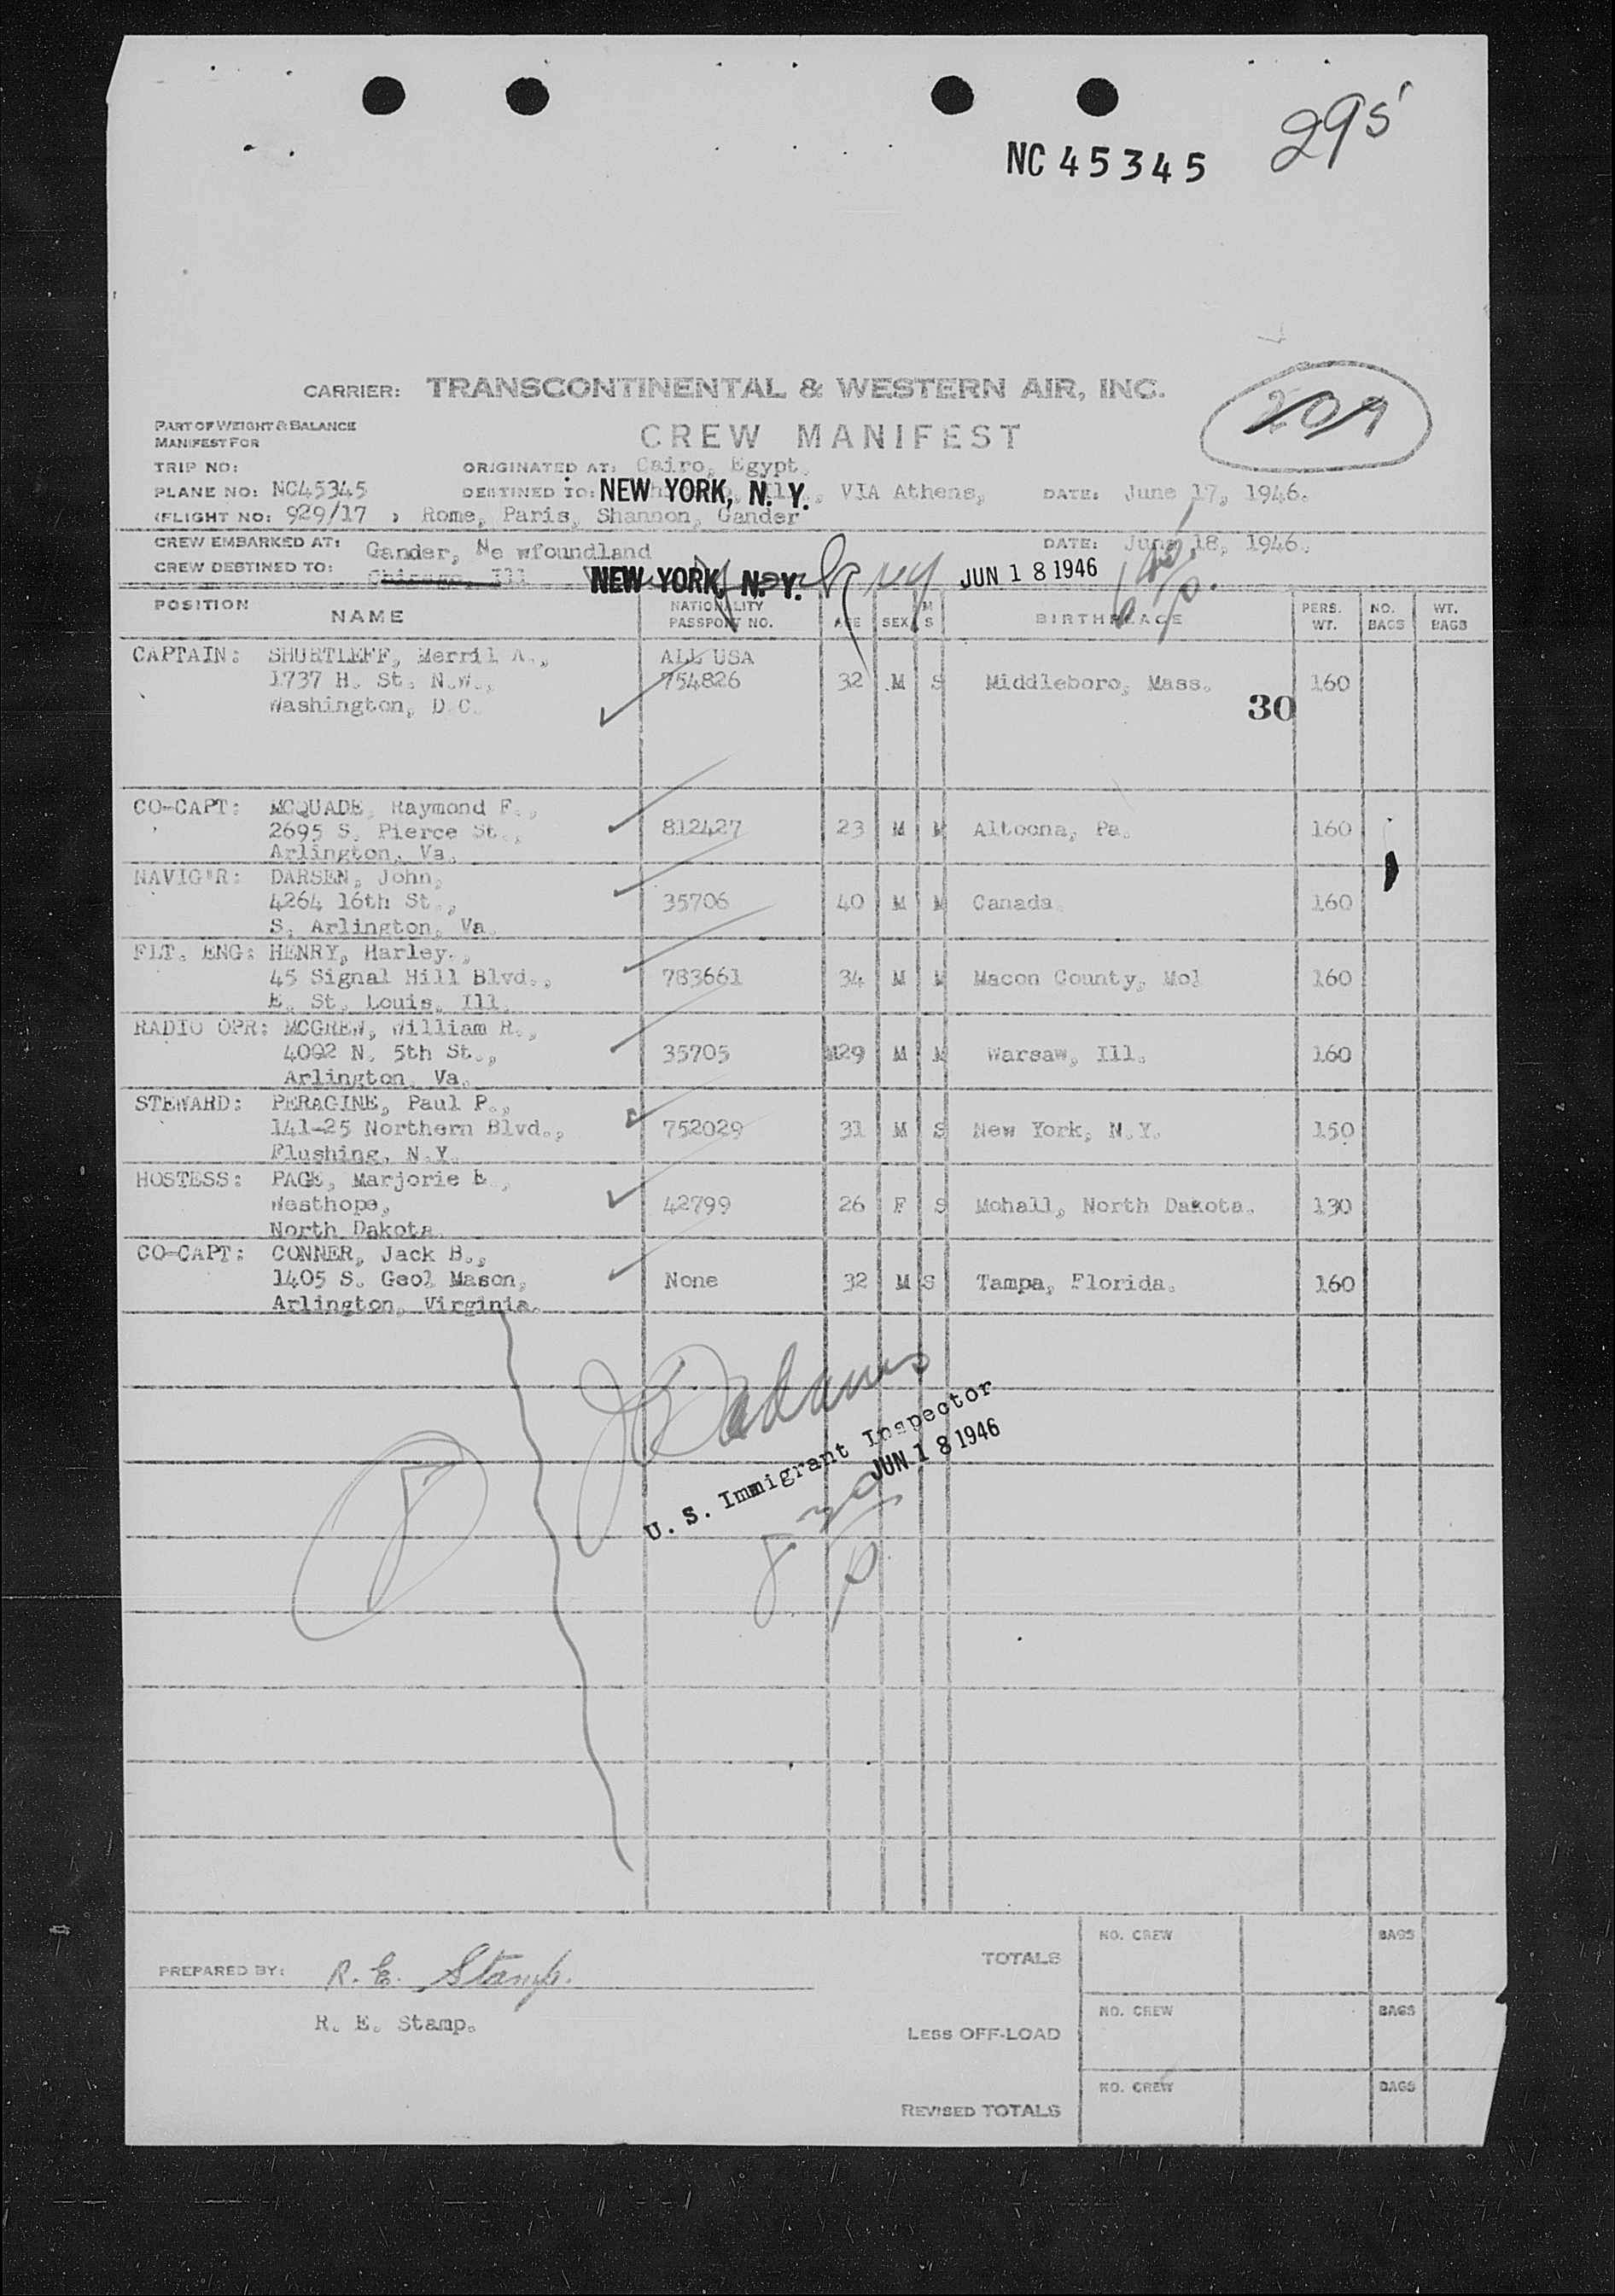 295
NC 45345
CARRIER: TRANSCONTINENTAL & WESTERN AIR, INC.
209
PART OF WEIGHT & BALANCE
MANIFEST FOR
CREW MANIFEST
TRIP NO: ORIGINATED AT: Cairo, Egypt.
PLANE NO: NC45345 DESTINED TO: NEW YORK, N. Y. VIA Athens, DATE: June 17, 1946.
(FLIGHT NO: 929/17 ) Rome, Paris, Shannon, Gander
CREW EMBARKED AT: Gander, Ne wfoundland DATE: June 18, 1946.
CREW DESTINED TO: Chicago, Ill NEW YORK, N. Y. NY JUN 18 1946
POSITION NAME NATIONALITY PASSPORT NO. AGE SEX M S BIRTHPLACE PERS. WT. NO. BAGS WT. BAGS
CAPTAIN: SHURTLEFF, Merril A., ALL USA
1737 H. St. N.W., 754826 32 M S Middleboro, Mass. 160
Washington, D.C. 30
CO-CAPT: MCQUADE, Raymond F.,
2695 S. Pierce St., 812427 23 M M Altoona, Pa. 160
Arlington, Va.
NAVIG'R: DARSEN, John,
4264 16th St., 35706 40 M M Canada 160
S. Arlington, Va.
FLT. ENG: HENRY, Harley.,
45 Signal Hill Blvd., 783661 34 M M Macon County, Mo] 160
E. St. Louis, Ill.
RADIO OPR: MCGREW, William R.,
4002 N. 5th St., 35705 29 M M Warsaw, Ill. 160
Arlington, Va.
STEWARD: PERAGINE, Paul P.,
141-25 Northern Blvd., 752029 31 M S New York, N.Y. 150
Flushing, N.Y.
HOSTESS: PAGE, Marjorie E.,
Westhope, 42799 26 F S Mohall, North Dakota. 130
North Dakota.
CO-CAPT: CONNER, Jack B.,
1405 S. Geol Mason, None 32 M S Tampa, Florida. 160
Arlington, Virginia.
J D Adams
U. S. Immigrant Inspector
JUN 18 1946
PREPARED BY: R. E. Stamp.
R. E. Stamp.
TOTALS NO. CREW BAGS
LESS OFF-LOAD NO. CREW BAGS
REVISED TOTALS NO. CREW BAGS